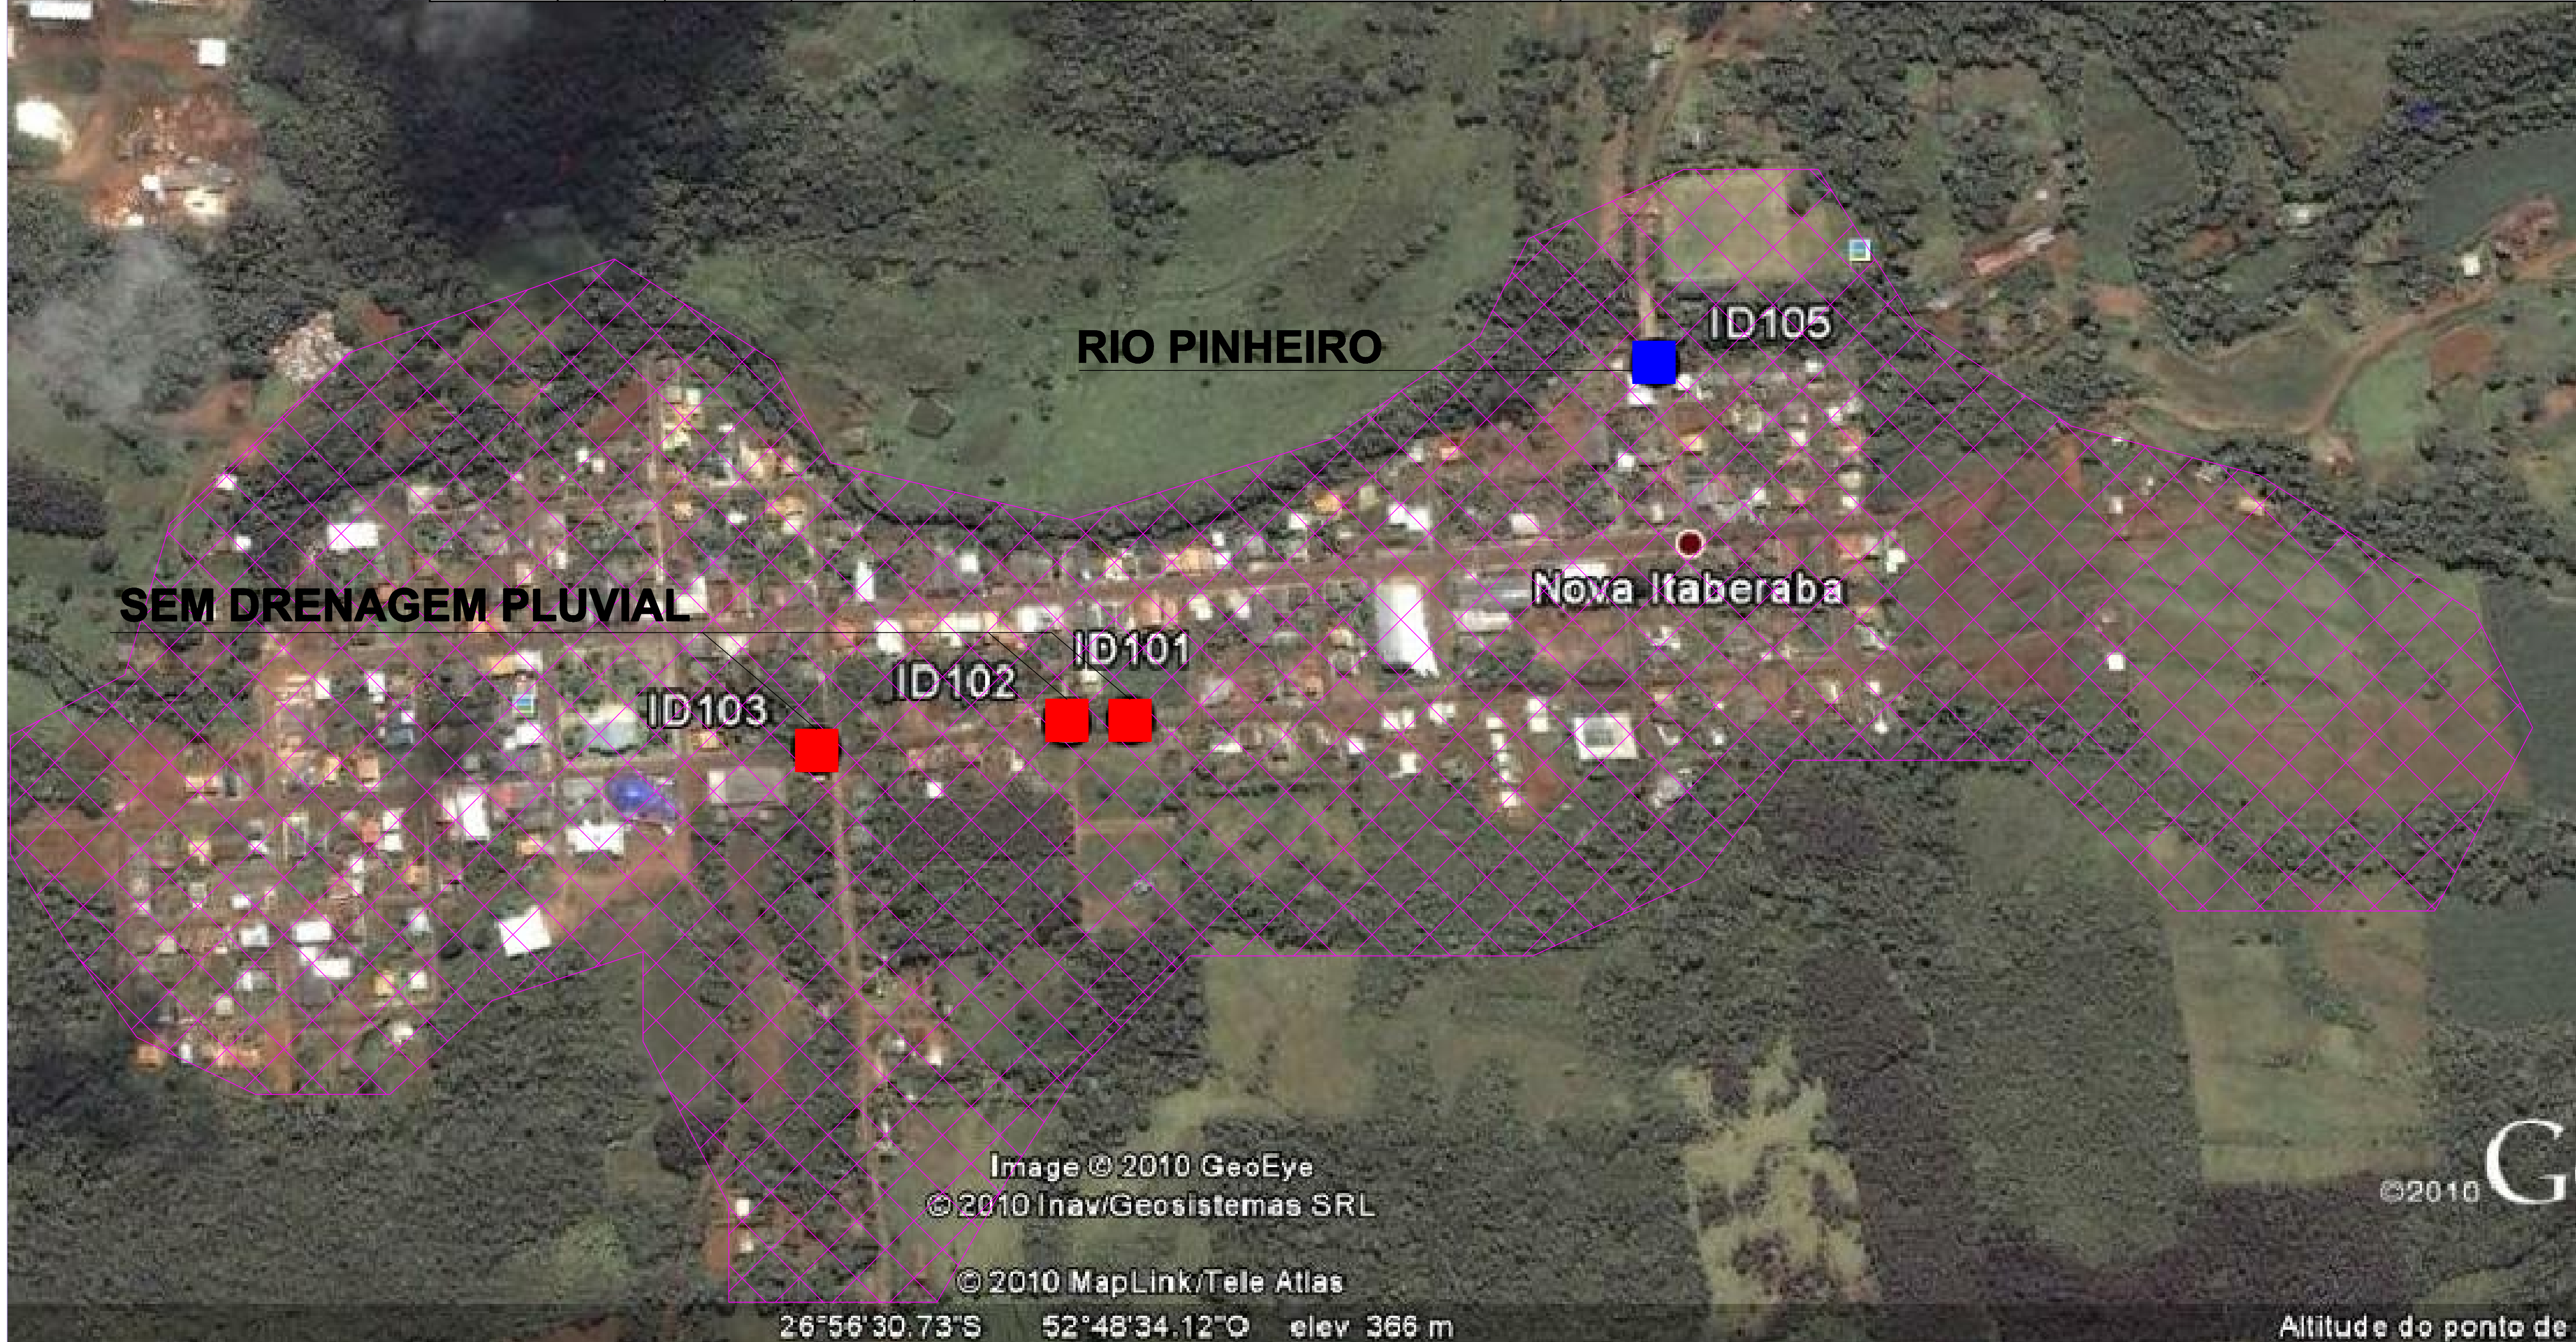 ID105
RIO PINHEIRO
Nova Itaberaba
SEM DRENAGEM PLUVIAL
ID101
ID102
ID103
Image © 2010 GeoEye
© 2010 Inav/Geosistemas SRL
©2010 G
© 2010 MapLink/Tele Atlas
26°56'30.73"S 52°48'34.12"O elev 366 m
Altitude do ponto de